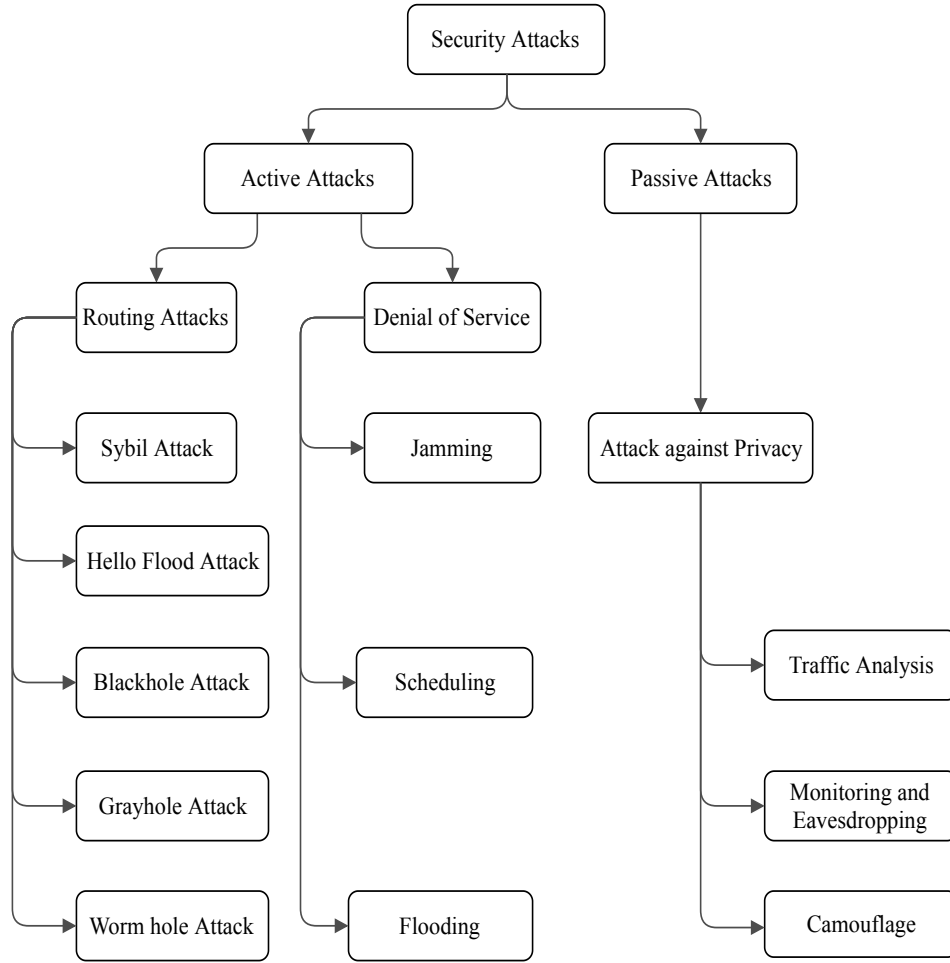 Security Attacks
Active Attacks
Passive Attacks
Routing Attacks
Denial of Service
Sybil Attack
Jamming
Attack against Privacy
Hello Flood Attack
Blackhole Attack
Scheduling
Traffic Analysis
Grayhole Attack
Monitoring and
Eavesdropping
Worm hole Attack
Flooding
Camouflage